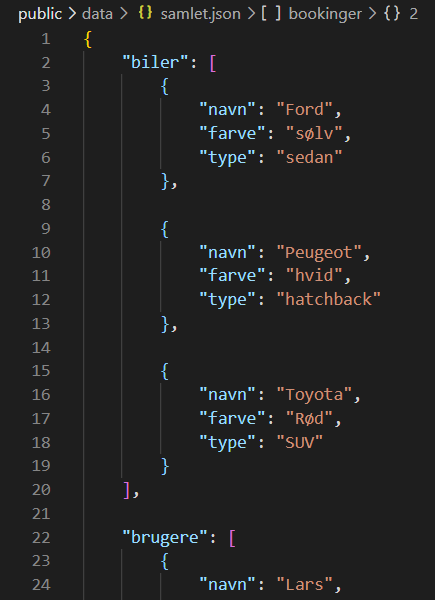 public > data > {} samlet.json > [ ] bookinger > {} 2
1 {
2 "biler": [
3 {
4 "navn": "Ford",
5 "farve": "sølv",
6 "type": "sedan"
7 },
8
9 {
10 "navn": "Peugeot",
11 "farve": "hvid",
12 "type": "hatchback"
13 },
14
15 {
16 "navn": "Toyota",
17 "farve": "Rød",
18 "type": "SUV"
19 }
20 ],
21
22 "brugere": [
23 {
24 "navn": "Lars",